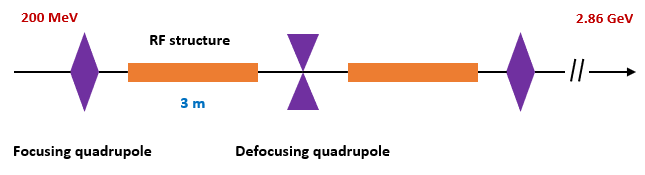 200 MeV
2.86 GeV
RF structure
3 m
Focusing quadrupole
Defocusing quadrupole